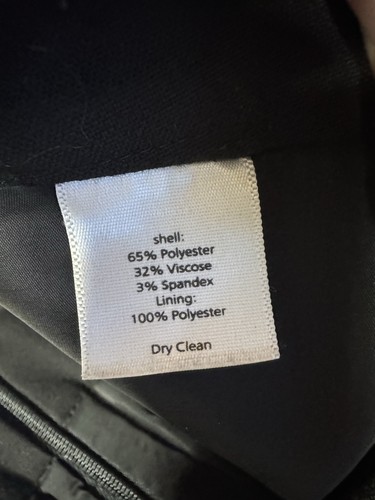 shell:
65% Polyester
32% Viscose
3% Spandex
Lining:
100% Polyester
Dry Clean